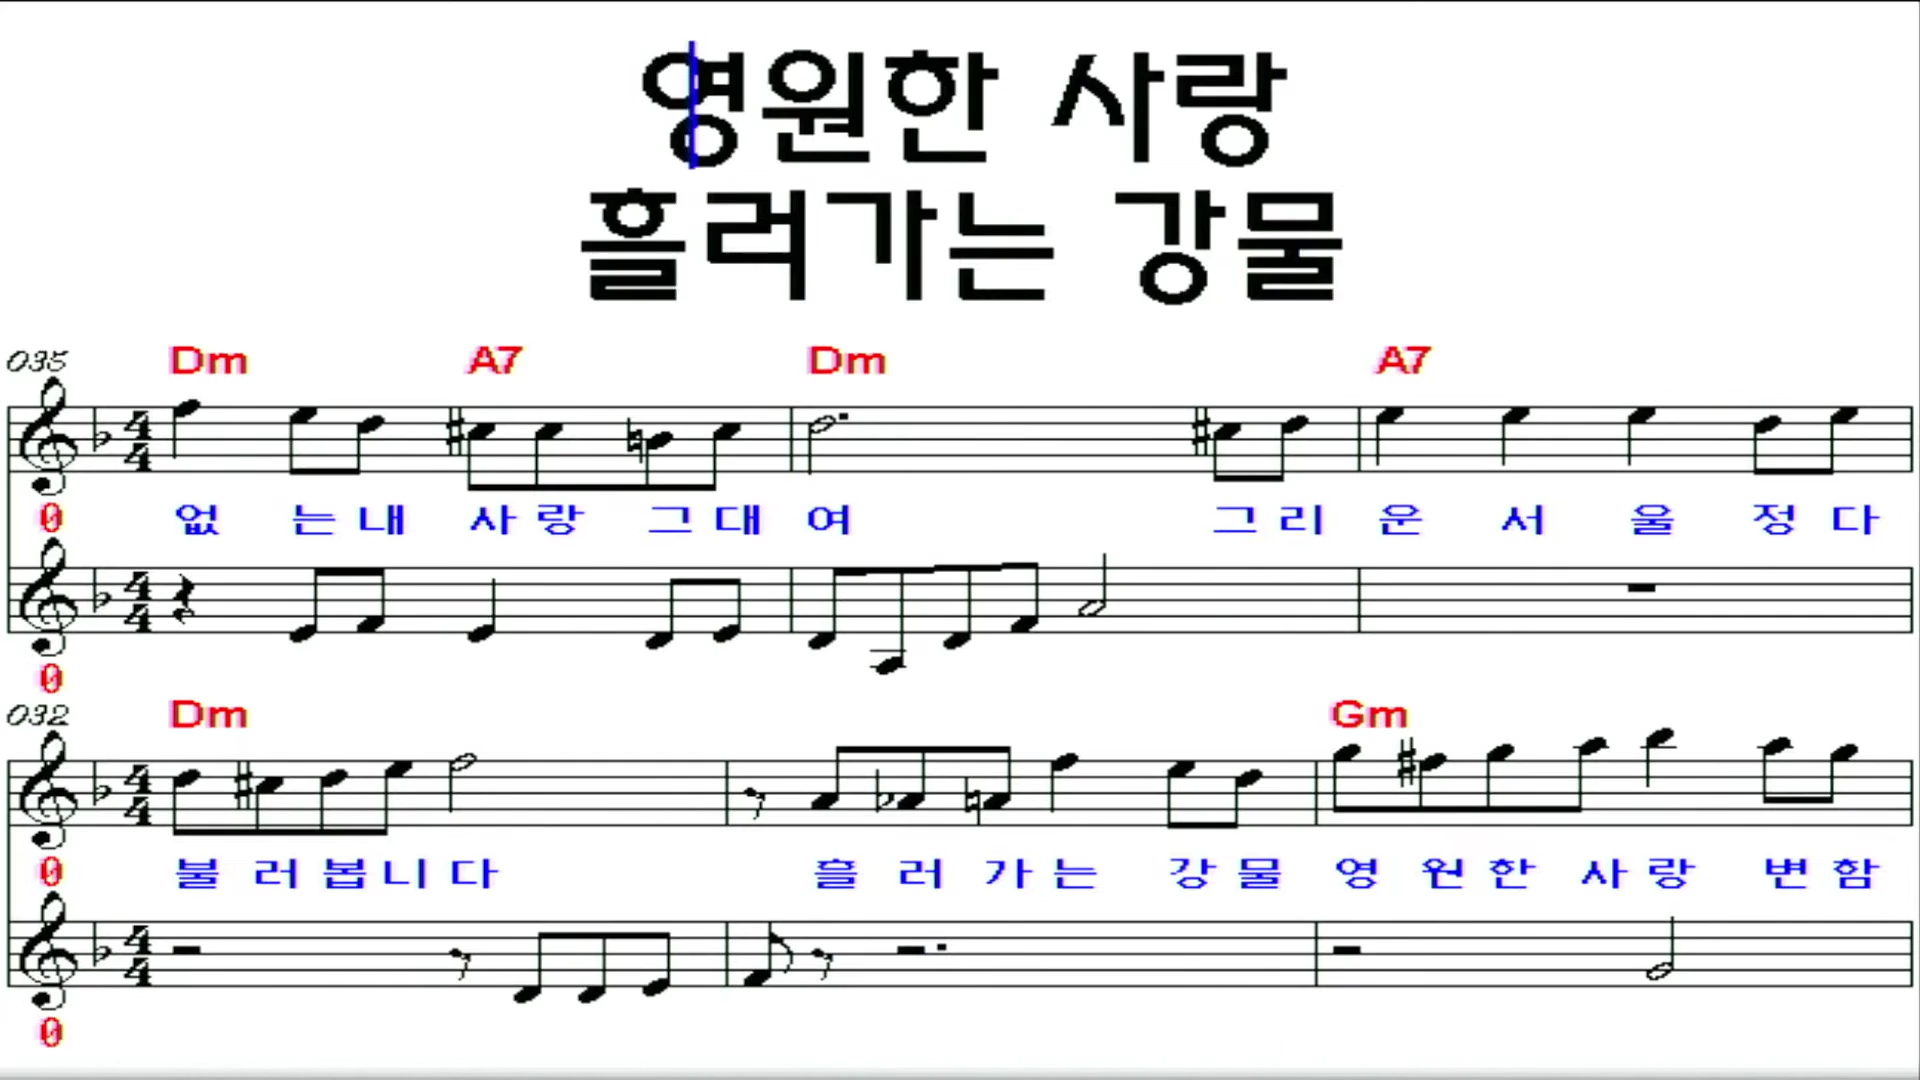 영원한 사랑
흘러가는 강물
035 Dm A7 Dm A7
없 는 내 사 랑 그 대 여 그 리 운 서 울 정 다
0
0
032 Dm Gm
불 러 봅 니 다 흘 러 가 는 강 물 영 원 한 사 랑 변 함
0
0